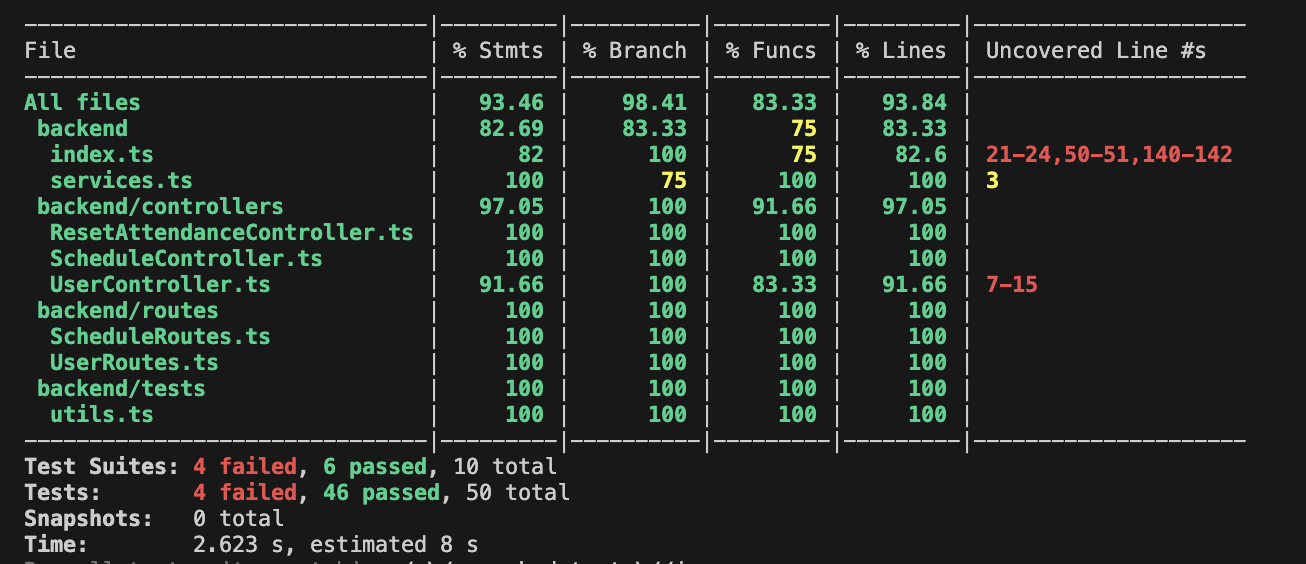 -------------------------------|---------|----------|---------|---------|---------------------
File                           | % Stmts | % Branch | % Funcs | % Lines | Uncovered Line #s
-------------------------------|---------|----------|---------|---------|---------------------
All files                      |   93.46 |    98.41 |   83.33 |   93.84 |
 backend                       |   82.69 |    83.33 |      75 |   83.33 |
  index.ts                     |      82 |      100 |      75 |    82.6 | 21-24,50-51,140-142
  services.ts                  |     100 |       75 |     100 |     100 | 3
 backend/controllers           |   97.05 |      100 |   91.66 |   97.05 |
  ResetAttendanceController.ts |     100 |      100 |     100 |     100 |
  ScheduleController.ts        |     100 |      100 |     100 |     100 |
  UserController.ts            |   91.66 |      100 |   83.33 |   91.66 | 7-15
 backend/routes                |     100 |      100 |     100 |     100 |
  ScheduleRoutes.ts            |     100 |      100 |     100 |     100 |
  UserRoutes.ts                |     100 |      100 |     100 |     100 |
 backend/tests                 |     100 |      100 |     100 |     100 |
  utils.ts                     |     100 |      100 |     100 |     100 |
-------------------------------|---------|----------|---------|---------|---------------------
Test Suites: 4 failed, 6 passed, 10 total
Tests:       4 failed, 46 passed, 50 total
Snapshots:   0 total
Time:        2.623 s, estimated 8 s